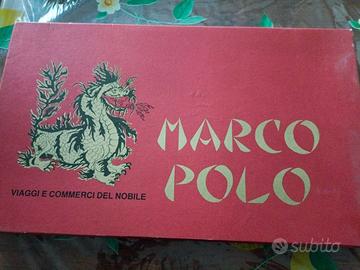 MARCO
POLO
VIAGGI E COMMERCI DEL NOBILE
subito